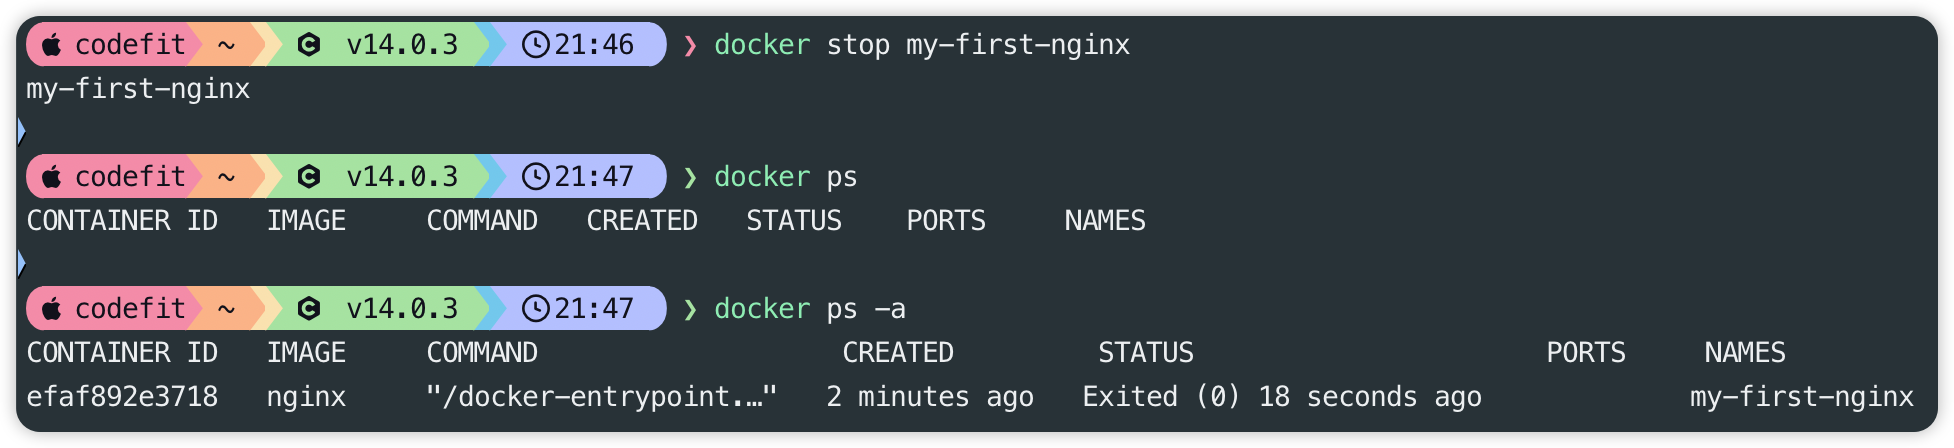 codefit ~ v14.0.3 21:46 ❯ docker stop my-first-nginx
my-first-nginx
codefit ~ v14.0.3 21:47 ❯ docker ps
CONTAINER ID   IMAGE     COMMAND   CREATED   STATUS    PORTS     NAMES
codefit ~ v14.0.3 21:47 ❯ docker ps -a
CONTAINER ID   IMAGE     COMMAND                   CREATED         STATUS                      PORTS     NAMES
efaf892e3718   nginx     "/docker-entrypoint.…"   2 minutes ago   Exited (0) 18 seconds ago             my-first-nginx